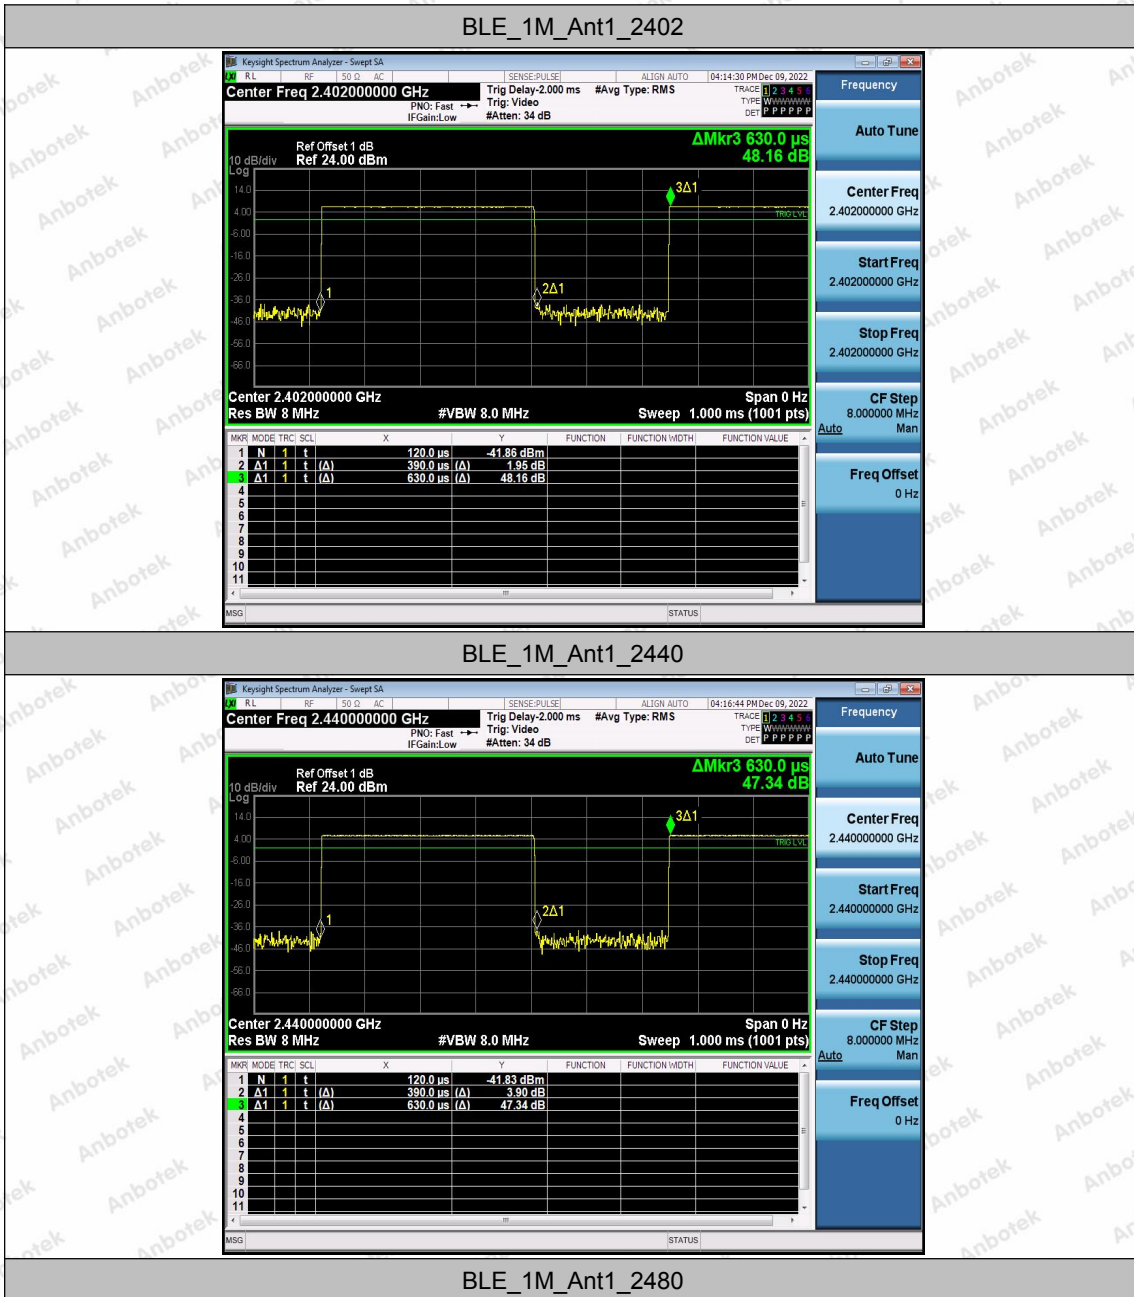 BLE_1M_Ant1_2402
Keysight Spectrum Analyzer - Swept SA
LXI RL RF 50 Ω AC SENSE:PULSE ALIGN AUTO 04:14:30 PM Dec 09, 2022
Center Freq 2.402000000 GHz Trig Delay-2.000 ms #Avg Type: RMS TRACE 1 2 3 4 5 6
PNO: Fast Trig: Video TYPE WWWWWW
IFGain:Low #Atten: 34 dB DET P P P P P P
ΔMkr3 630.0 µs
48.16 dB
Ref Offset 1 dB
10 dB/div Ref 24.00 dBm
Log
14.0
4.00
-6.00
-16.0
-26.0
-36.0
-46.0
-56.0
-66.0
3Δ1
TRIG LVL
1
2Δ1
Center 2.402000000 GHz Span 0 Hz
Res BW 8 MHz #VBW 8.0 MHz Sweep 1.000 ms (1001 pts)
MKR MODE TRC SCL X Y FUNCTION FUNCTION WIDTH FUNCTION VALUE
1 N 1 t 120.0 µs -41.86 dBm
2 Δ1 1 t (Δ) 390.0 µs (Δ) 1.95 dB
3 Δ1 1 t (Δ) 630.0 µs (Δ) 48.16 dB
4
5
6
7
8
9
10
11
MSG STATUS
Frequency
Auto Tune
Center Freq
2.402000000 GHz
Start Freq
2.402000000 GHz
Stop Freq
2.402000000 GHz
CF Step
8.000000 MHz
Auto Man
Freq Offset
0 Hz
BLE_1M_Ant1_2440
Keysight Spectrum Analyzer - Swept SA
LXI RL RF 50 Ω AC SENSE:PULSE ALIGN AUTO 04:16:44 PM Dec 09, 2022
Center Freq 2.440000000 GHz Trig Delay-2.000 ms #Avg Type: RMS TRACE 1 2 3 4 5 6
PNO: Fast Trig: Video TYPE WWWWWW
IFGain:Low #Atten: 34 dB DET P P P P P P
ΔMkr3 630.0 µs
47.34 dB
Ref Offset 1 dB
10 dB/div Ref 24.00 dBm
Log
14.0
4.00
-6.00
-16.0
-26.0
-36.0
-46.0
-56.0
-66.0
3Δ1
TRIG LVL
1
2Δ1
Center 2.440000000 GHz Span 0 Hz
Res BW 8 MHz #VBW 8.0 MHz Sweep 1.000 ms (1001 pts)
MKR MODE TRC SCL X Y FUNCTION FUNCTION WIDTH FUNCTION VALUE
1 N 1 t 120.0 µs -41.83 dBm
2 Δ1 1 t (Δ) 390.0 µs (Δ) 3.90 dB
3 Δ1 1 t (Δ) 630.0 µs (Δ) 47.34 dB
4
5
6
7
8
9
10
11
MSG STATUS
Frequency
Auto Tune
Center Freq
2.440000000 GHz
Start Freq
2.440000000 GHz
Stop Freq
2.440000000 GHz
CF Step
8.000000 MHz
Auto Man
Freq Offset
0 Hz
BLE_1M_Ant1_2480